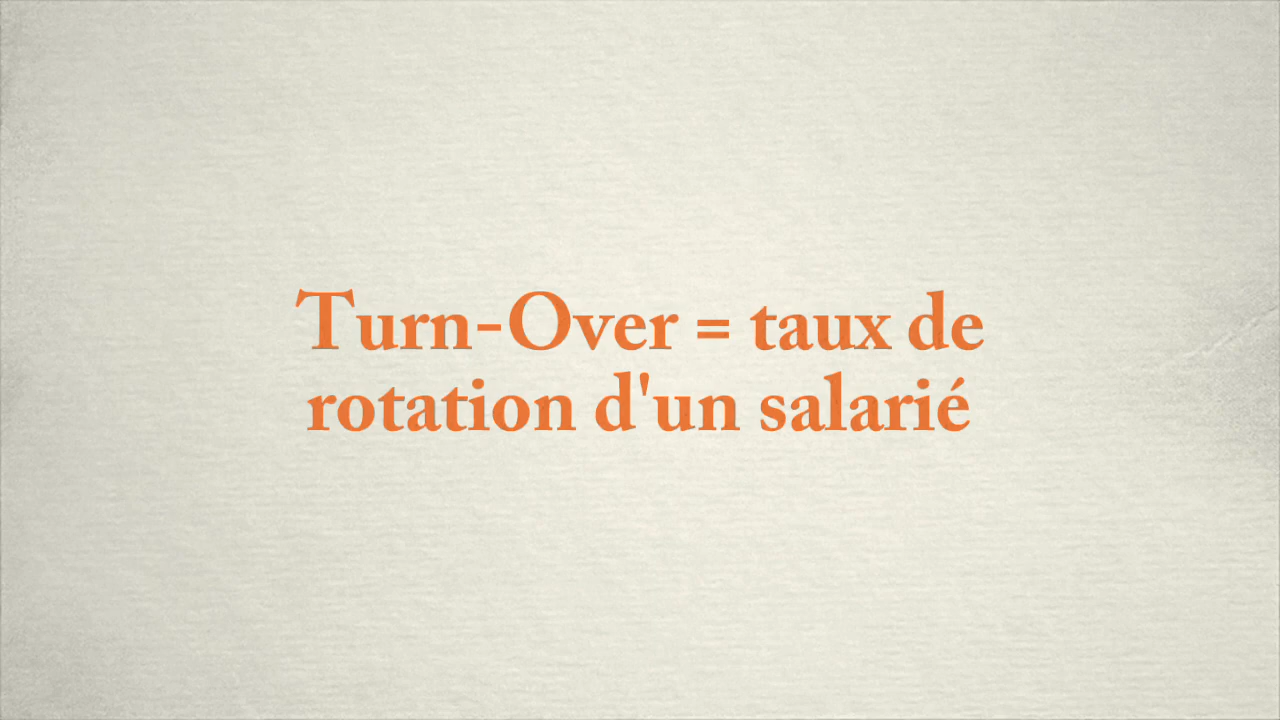 Turn-Over = taux de
rotation d'un salarié